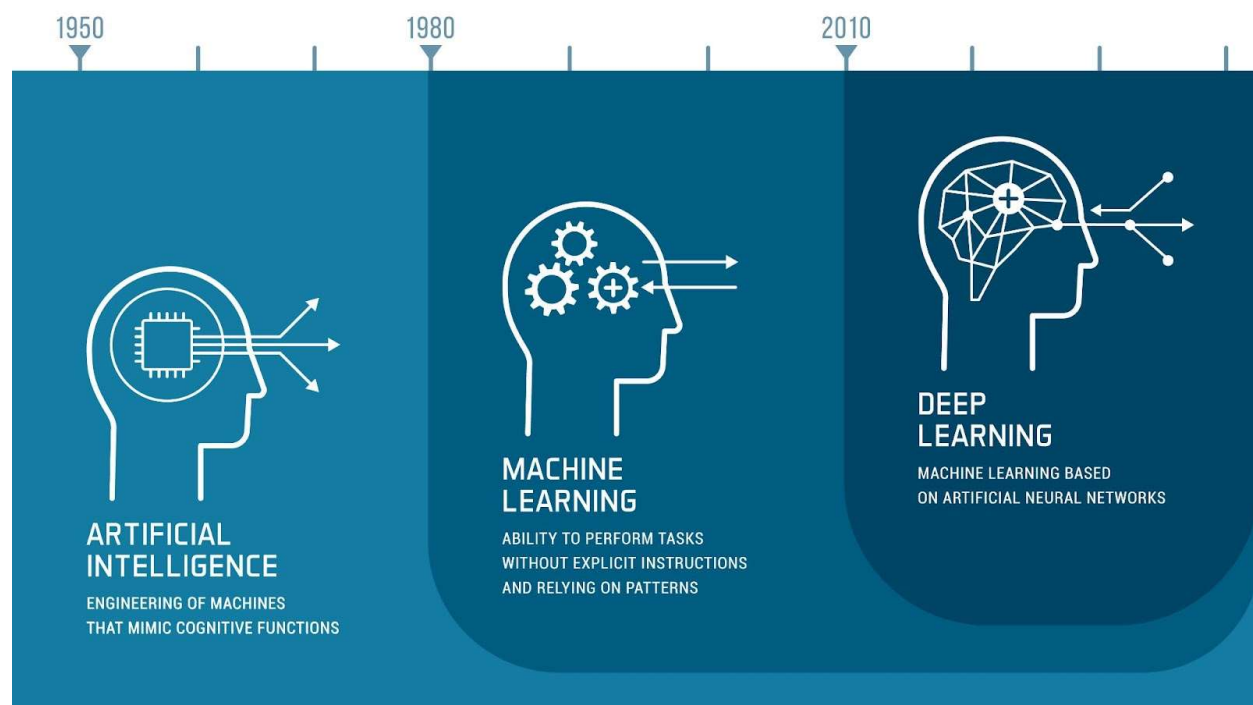 1950
1980
2010
ARTIFICIAL
INTELLIGENCE
ENGINEERING OF MACHINES
THAT MIMIC COGNITIVE FUNCTIONS
MACHINE
LEARNING
ABILITY TO PERFORM TASKS
WITHOUT EXPLICIT INSTRUCTIONS
AND RELYING ON PATTERNS
DEEP
LEARNING
MACHINE LEARNING BASED
ON ARTIFICIAL NEURAL NETWORKS